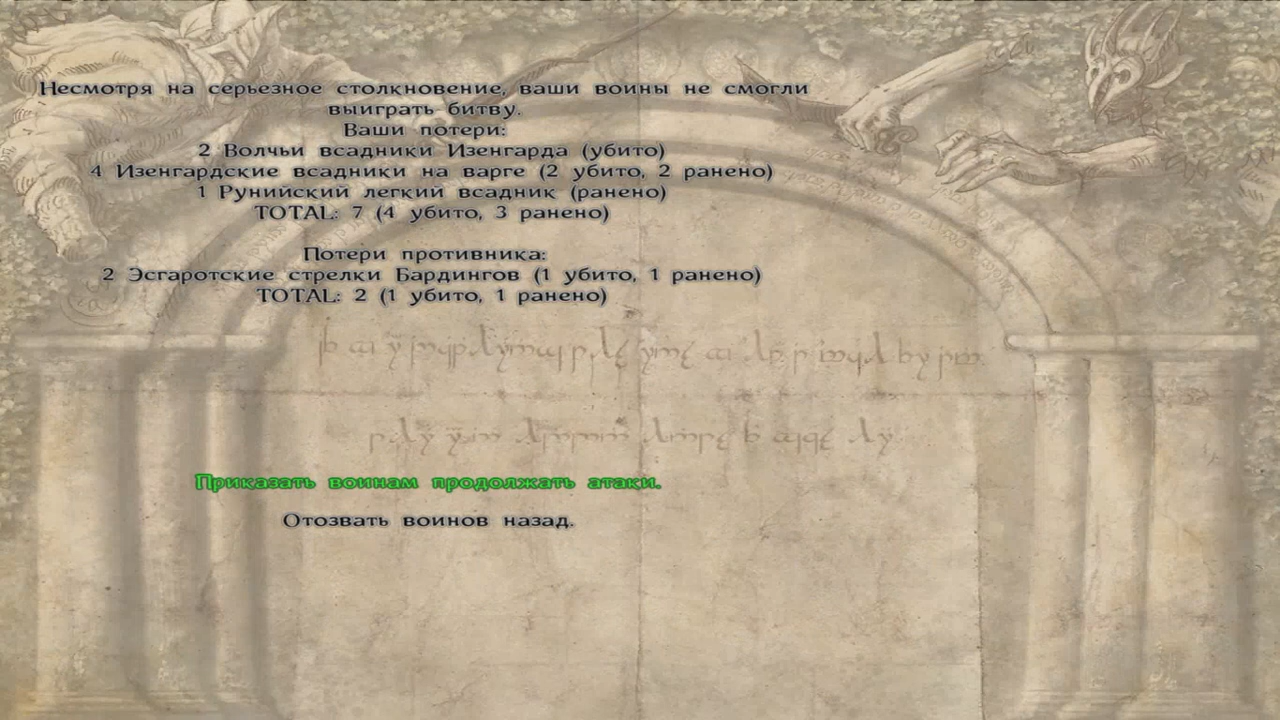 Несмотря на серьезное столкновение, ваши воины не смогли
выиграть битву.
Ваши потери:
2 Волчьи всадники Изенгарда (убито)
4 Изенгардские всадники на варге (2 убито, 2 ранено)
1 Рунийский легкий всадник (ранено)
TOTAL: 7 (4 убито, 3 ранено)
Потери противника:
2 Эсгаротские стрелки Бардингов (1 убито, 1 ранено)
TOTAL: 2 (1 убито, 1 ранено)
Приказать воинам продолжать атаки.
Отозвать воинов назад.